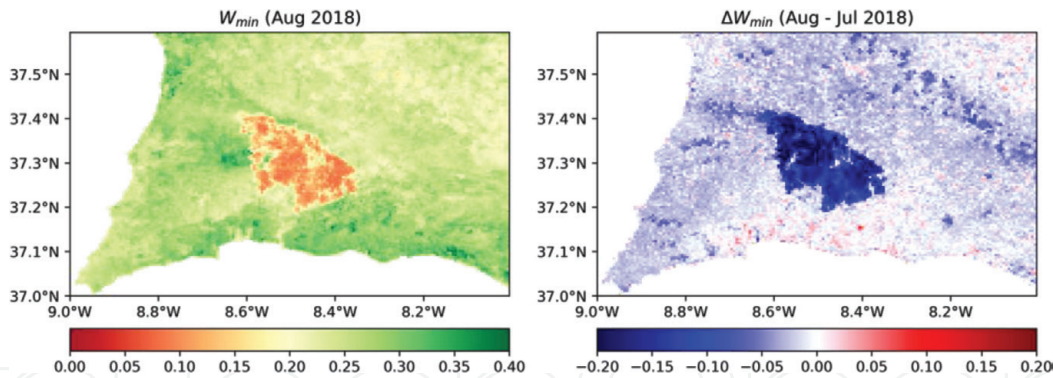 W_min (Aug 2018)
ΔW_min (Aug - Jul 2018)
37.5°N
37.4°N
37.3°N
37.2°N
37.1°N
37.0°N
9.0°W 8.8°W 8.6°W 8.4°W 8.2°W
37.5°N
37.4°N
37.3°N
37.2°N
37.1°N
37.0°N
9.0°W 8.8°W 8.6°W 8.4°W 8.2°W
0.00 0.05 0.10 0.15 0.20 0.25 0.30 0.35 0.40
−0.20 −0.15 −0.10 −0.05 0.00 0.05 0.10 0.15 0.20